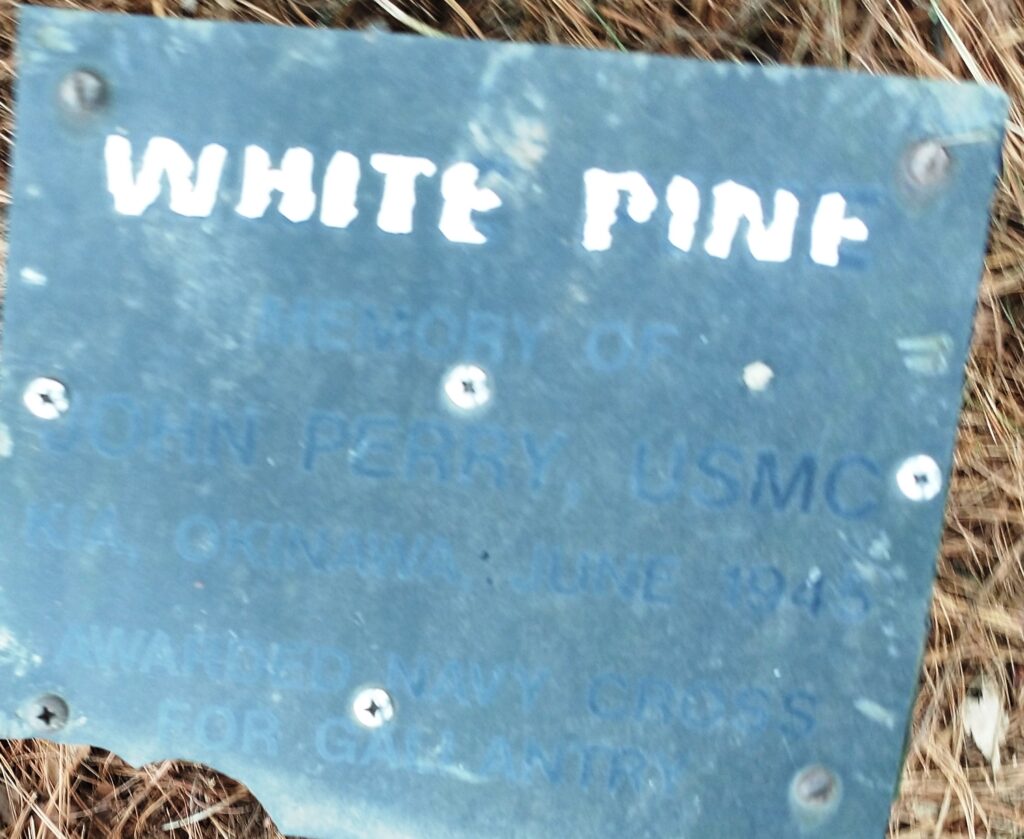 WHITE PINE
MEMORY OF
JOHN PERRY, USMC
KIA, OKINAWA, JUNE 1945
AWARDED NAVY CROSS
FOR GALLANTRY